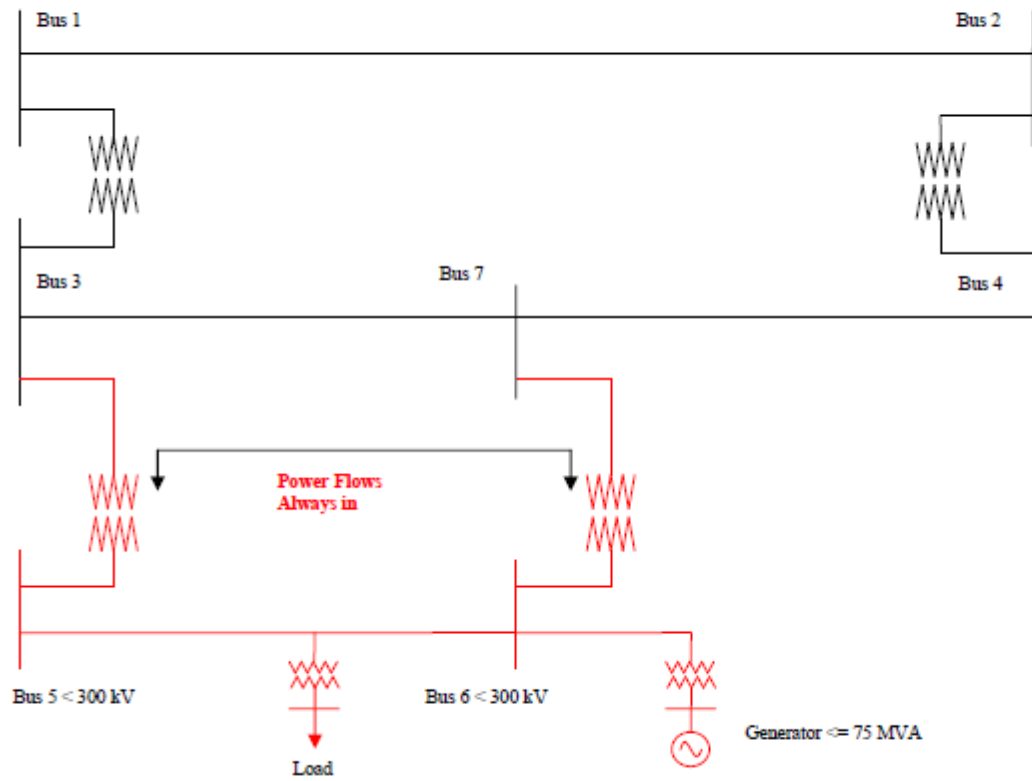 Bus 1
Bus 2
Bus 3
Bus 7
Bus 4
Power Flows
Always in
Bus 5 < 300 kV
Bus 6 < 300 kV
Generator <= 75 MVA
Load